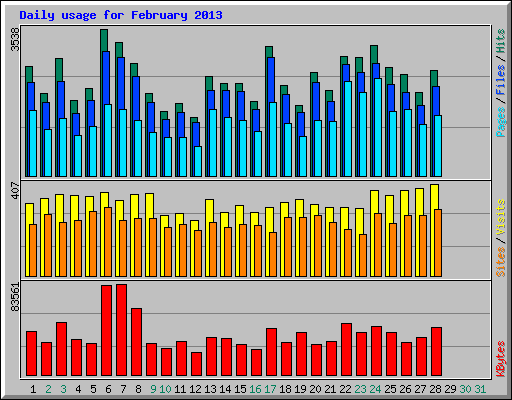 Daily usage for February 2013
3538
Pages / Files / Hits
407
Sites / Visits
83561
KBytes
1 2 3 4 5 6 7 8 9 10 11 12 13 14 15 16 17 18 19 20 21 22 23 24 25 26 27 28 29 30 31